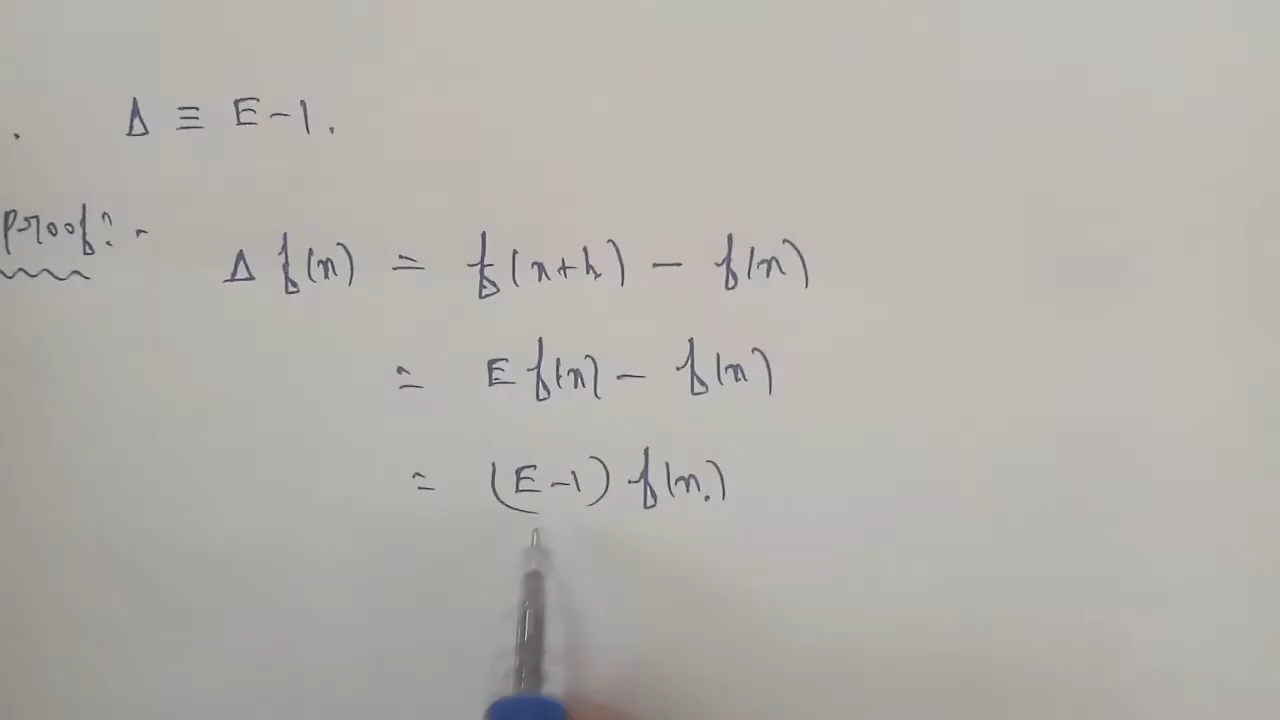 . Δ ≡ E-1.
Proof:-
Δ f(x) = f(x+h) - f(x)
= E f(x) - f(x)
= (E-1) f(x.)